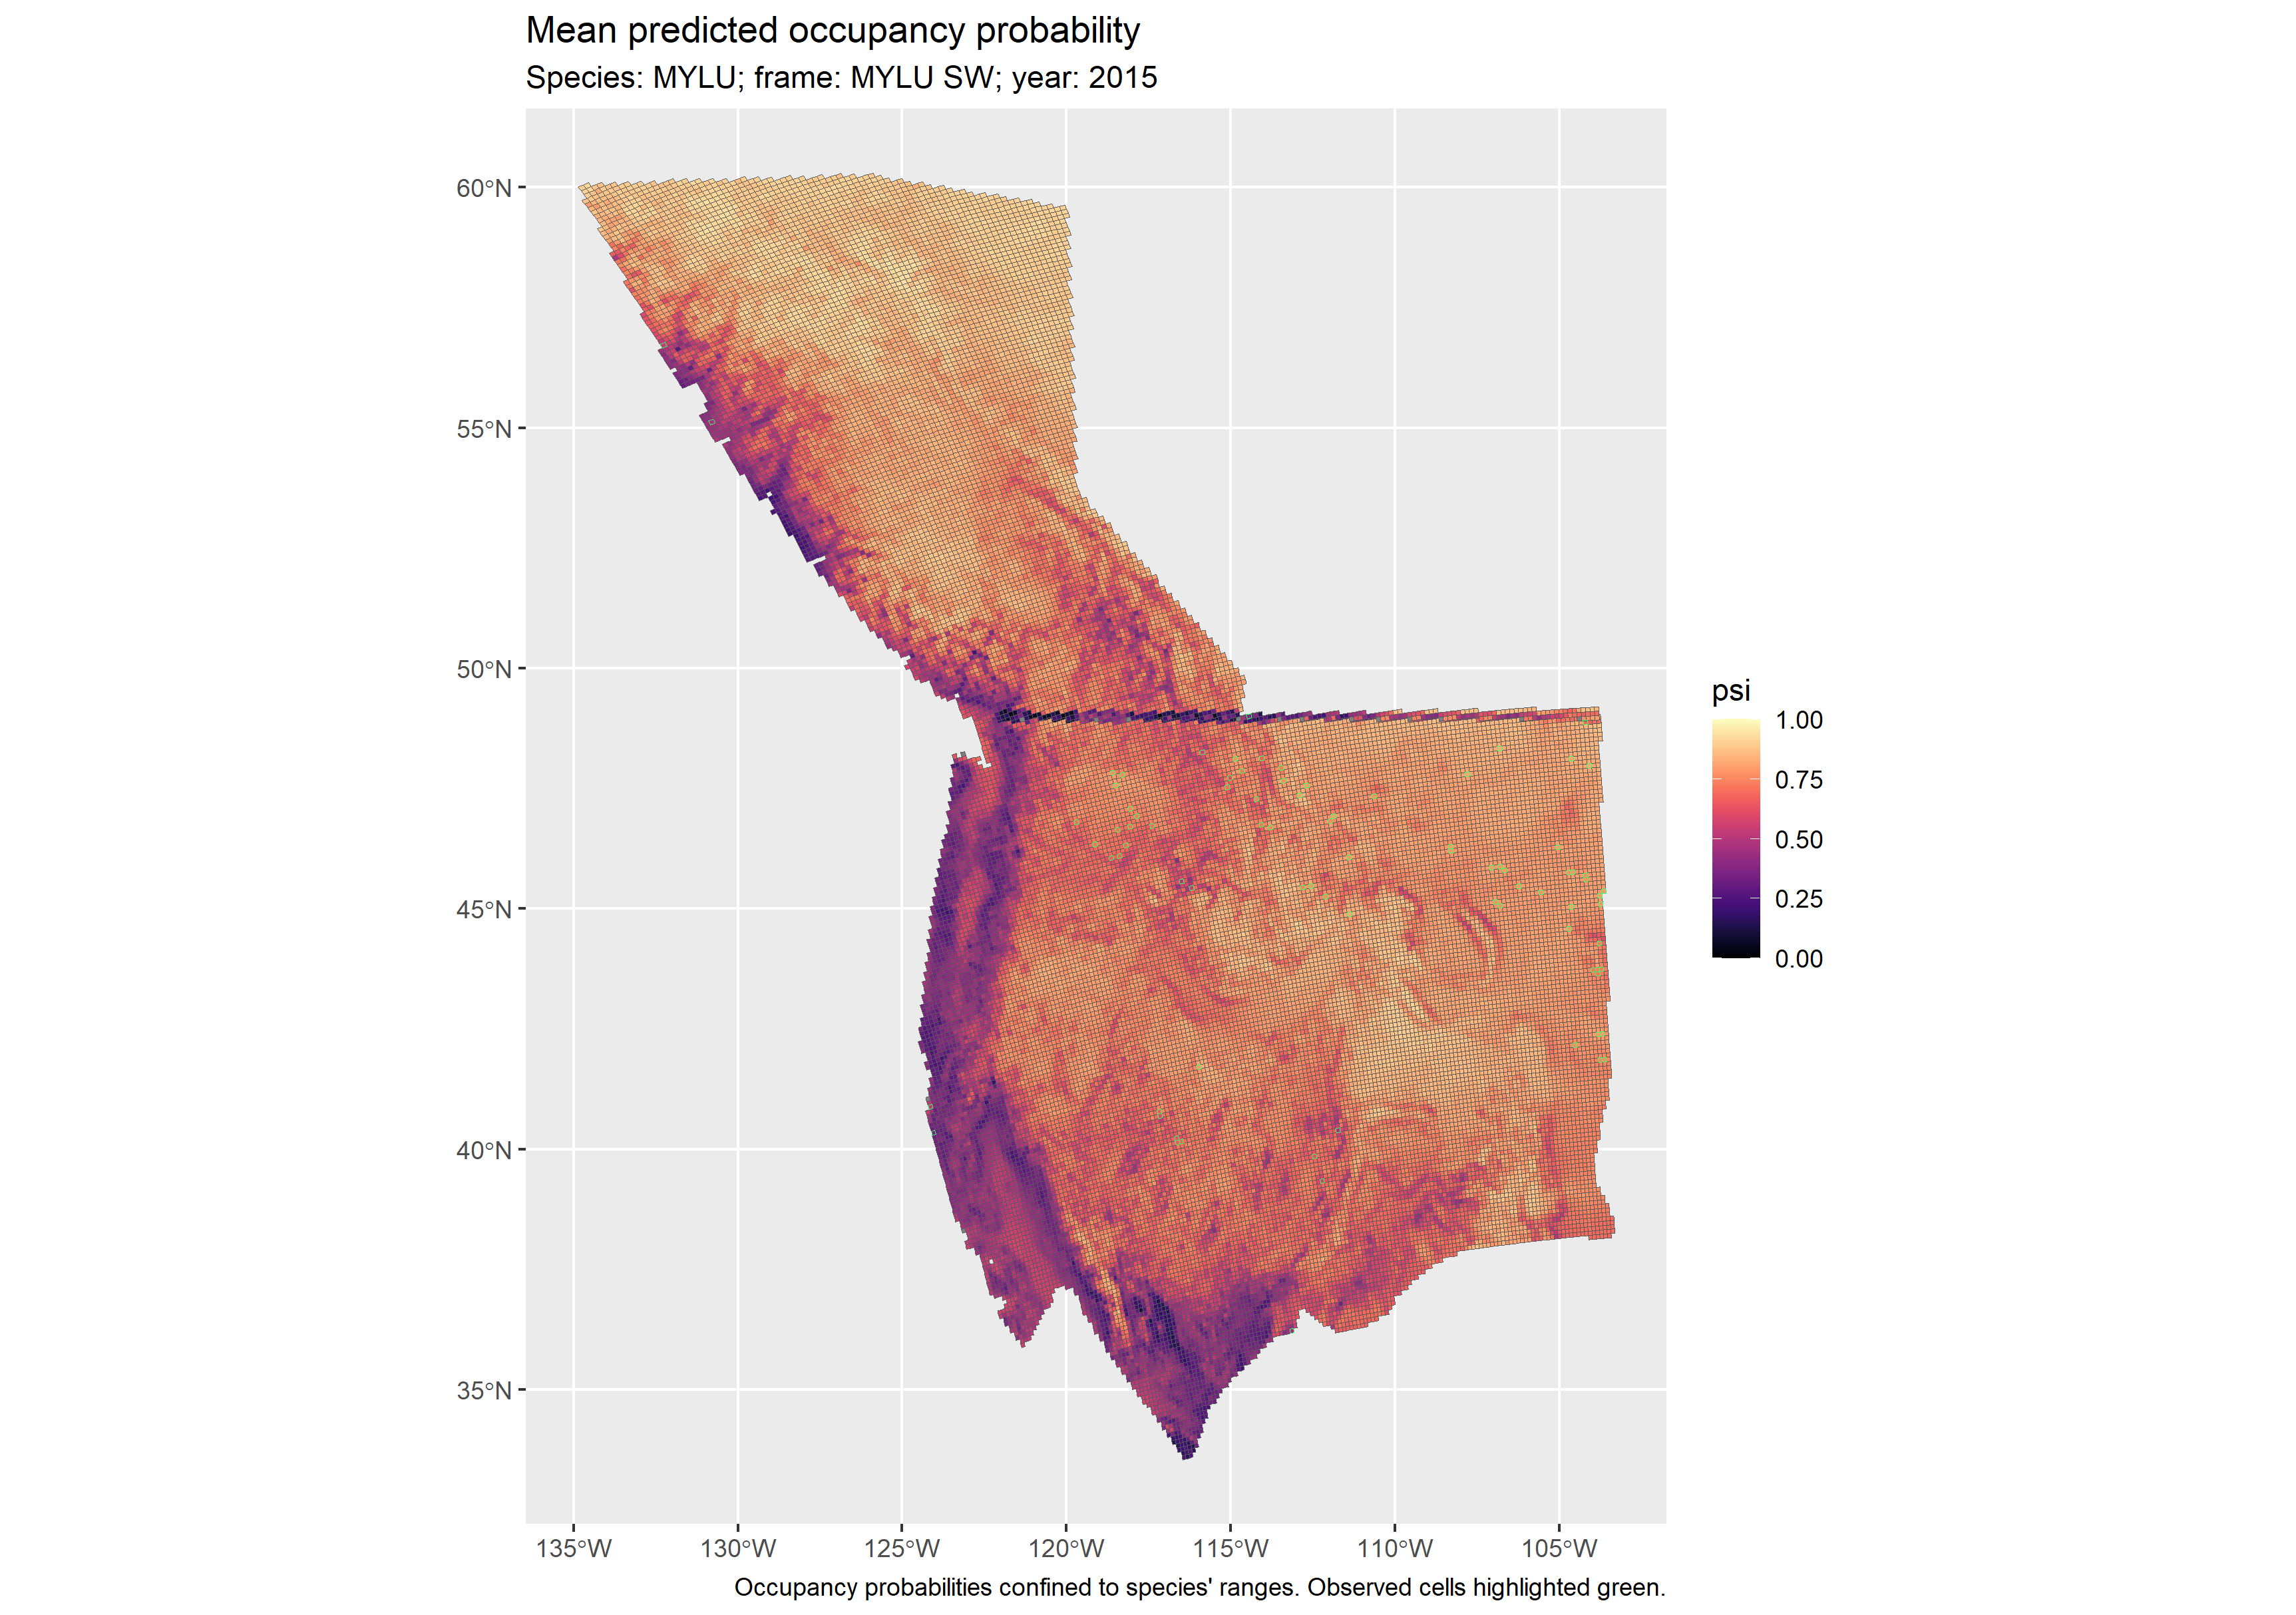 Mean predicted occupancy probability
Species: MYLU; frame: MYLU SW; year: 2015
60°N
55°N
50°N
45°N
40°N
35°N
135°W 130°W 125°W 120°W 115°W 110°W 105°W
psi
1.00
0.75
0.50
0.25
0.00
Occupancy probabilities confined to species' ranges. Observed cells highlighted green.